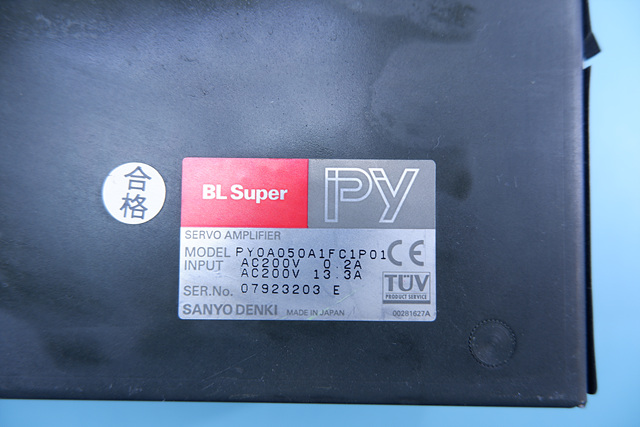 合格
BL Super PY
SERVO AMPLIFIER
MODEL PY0A050A1FC1P01
INPUT AC200V 0.2A
AC200V 13.3A
CE
SER.No. 07923203 E
TÜV
PRODUCT SERVICE
SANYO DENKI MADE IN JAPAN 00281627A